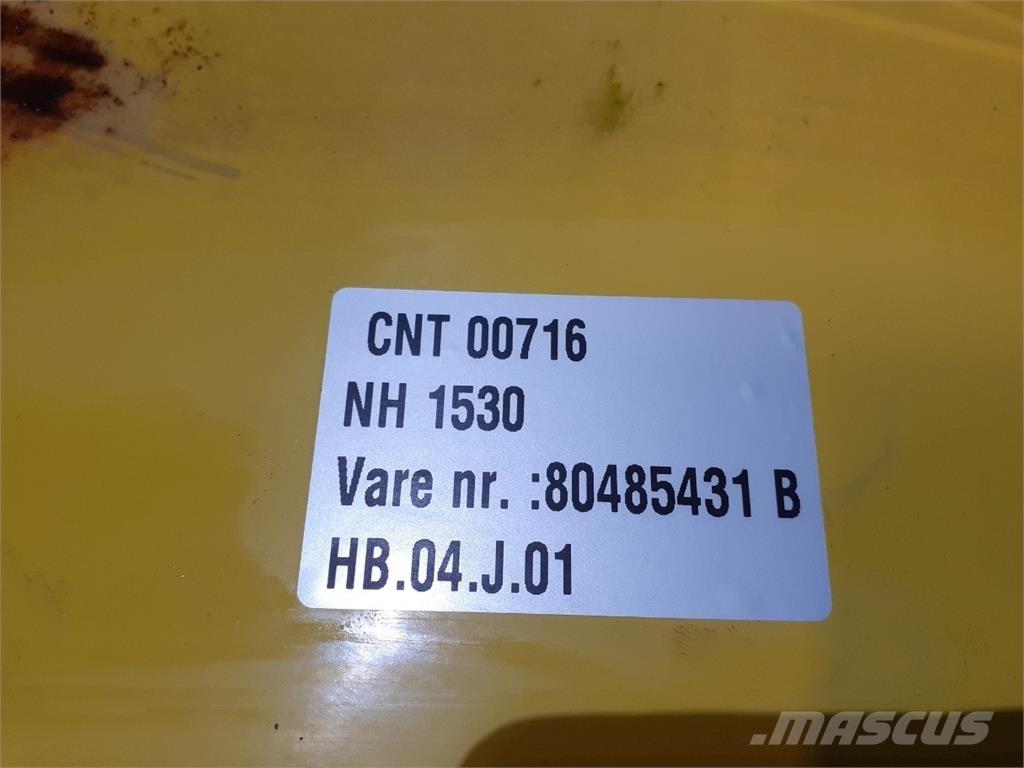 CNT 00716
NH 1530
Vare nr. :80485431 B
HB.04.J.01
MASCUS